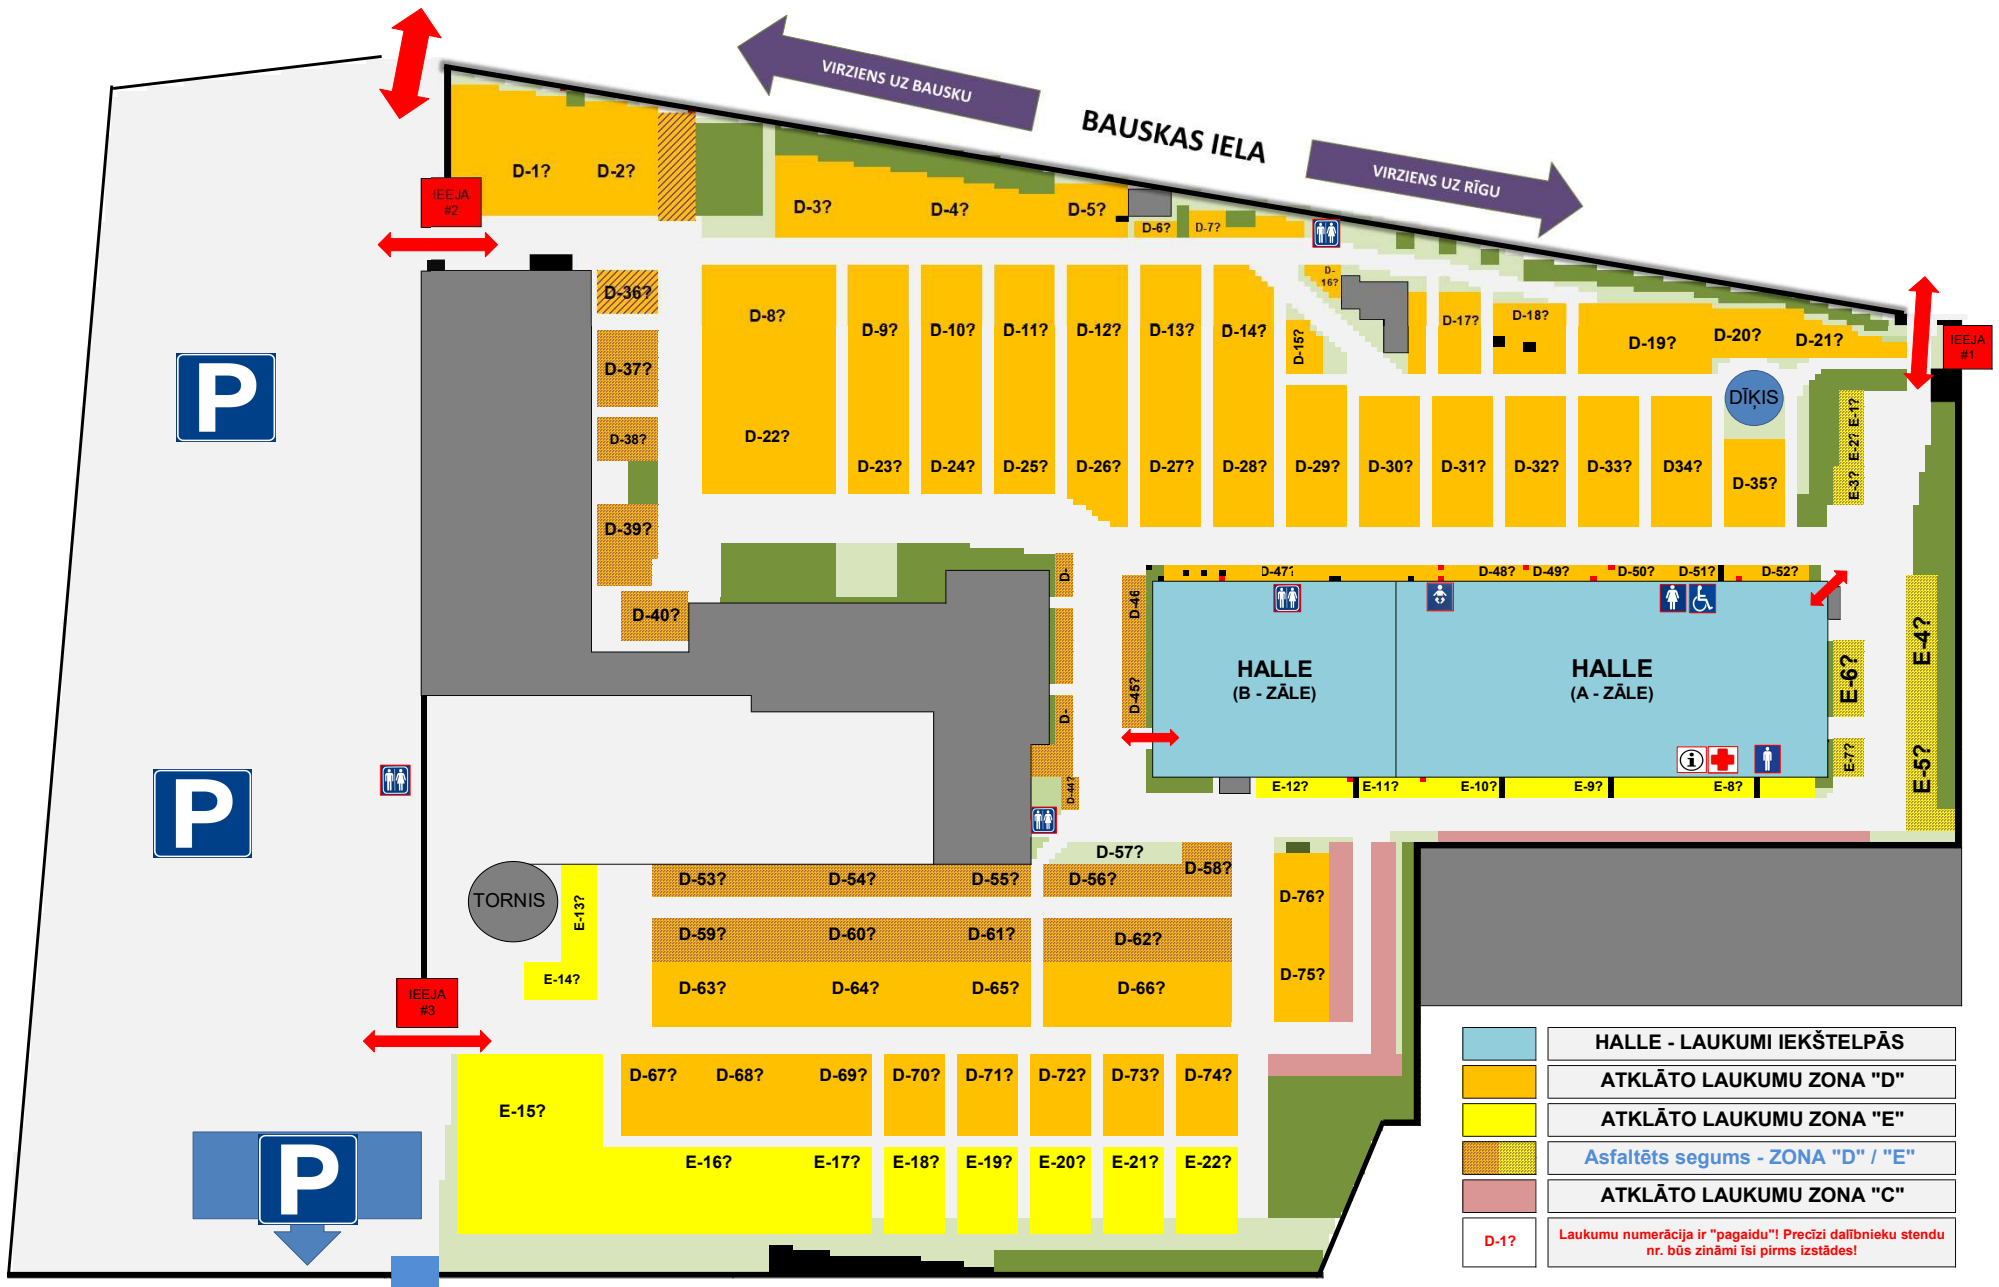 VIRZIENS UZ BAUSKU
BAUSKAS IELA
VIRZIENS UZ RĪGU
D-1? D-2?
IEEJA
#2
D-3? D-4? D-5?
D-6? D-7?
D-
16?
D-36?
D-8?
D-9? D-10? D-11? D-12? D-13? D-14?
D-15?
D-17? D-18?
D-19? D-20? D-21?
IEEJA
#1
P
D-37?
DĪĶIS
E-1?
E-2?
E-3?
D-38?
D-22?
D-23? D-24? D-25? D-26? D-27? D-28? D-29? D-30? D-31? D-32? D-33? D34? D-35?
D-39?
D-
D-47?
D-48? D-49? D-50? D-51? D-52?
D-40?
D-46
HALLE
(B - ZĀLE)
HALLE
(A - ZĀLE)
E-4?
E-6?
D-45?
D-
E-5?
E-7?
i
P
D-44?
E-12? E-11? E-10? E-9? E-8?
D-57?
D-58?
D-53? D-54? D-55? D-56?
TORNIS
E-13?
D-76?
D-59? D-60? D-61? D-62?
E-14?
D-63? D-64? D-65? D-66?
D-75?
IEEJA
#3
D-67? D-68? D-69? D-70? D-71? D-72? D-73? D-74?
E-15?
E-16? E-17? E-18? E-19? E-20? E-21? E-22?
P
HALLE - LAUKUMI IEKŠTELPĀS
ATKLĀTO LAUKUMU ZONA "D"
ATKLĀTO LAUKUMU ZONA "E"
Asfaltēts segums - ZONA "D" / "E"
ATKLĀTO LAUKUMU ZONA "C"
D-1?
Laukumu numerācija ir "pagaidu"! Precīzi dalībnieku stendu
nr. būs zināmi īsi pirms izstādes!